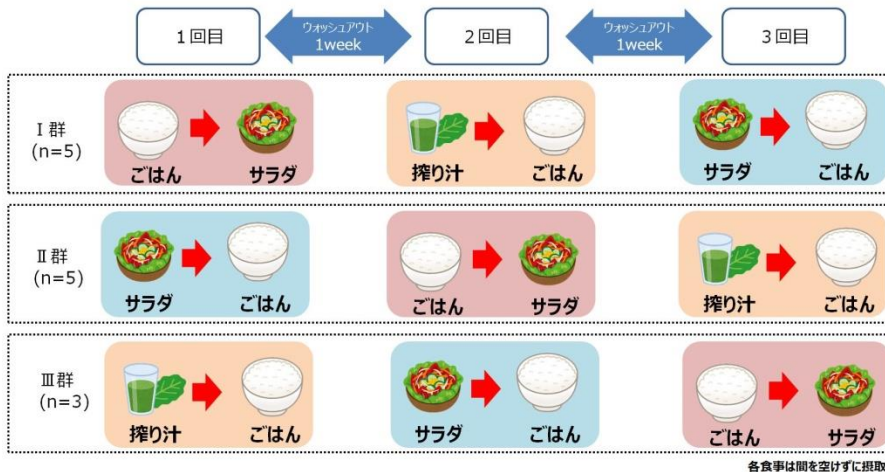 1回目
ウォッシュアウト
1week
2回目
ウォッシュアウト
1week
3回目
Ⅰ群
(n=5)
ごはん
サラダ
搾り汁
ごはん
サラダ
ごはん
Ⅱ群
(n=5)
サラダ
ごはん
ごはん
サラダ
搾り汁
ごはん
Ⅲ群
(n=3)
搾り汁
ごはん
サラダ
ごはん
ごはん
サラダ
各食事は間を空けずに摂取